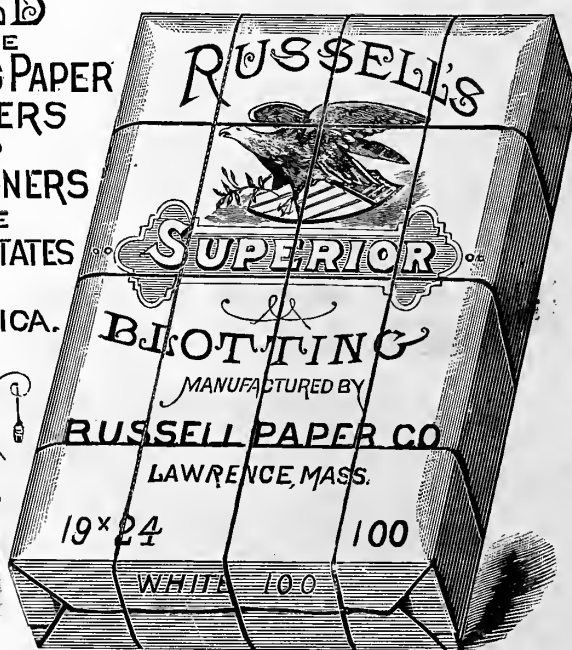 PAPER
ERS
NERS
TATES
ICA.
RUSSELL'S
SUPERIOR
BLOTTING
MANUFACTURED BY
RUSSELL PAPER CO
LAWRENCE, MASS.
19 x 24 100
WHITE 100